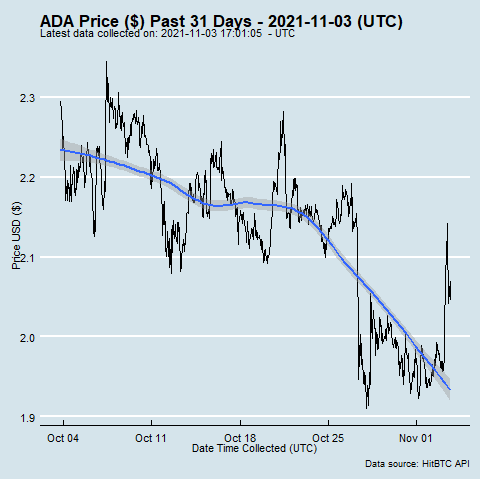 ADA Price ($) Past 31 Days - 2021-11-03 (UTC)
Latest data collected on: 2021-11-03 17:01:05  - UTC
Price USD ($)
2.3
2.2
2.1
2.0
1.9
Oct 04 Oct 11 Oct 18 Oct 25 Nov 01
Date Time Collected (UTC)
Data source: HitBTC API